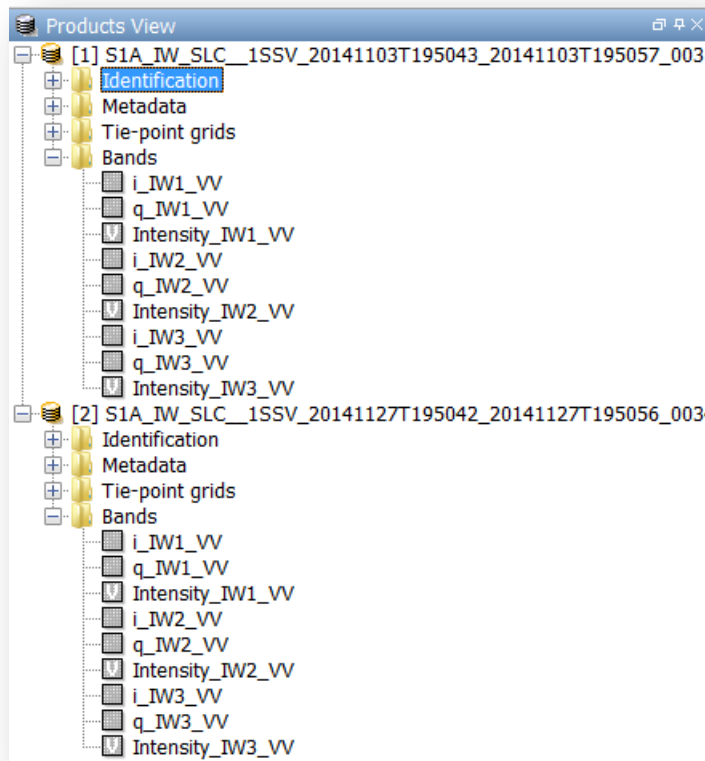 Products View
[1] S1A_IW_SLC__1SSV_20141103T195043_20141103T195057_003
Identification
Metadata
Tie-point grids
Bands
i_IW1_VV
q_IW1_VV
Intensity_IW1_VV
i_IW2_VV
q_IW2_VV
Intensity_IW2_VV
i_IW3_VV
q_IW3_VV
Intensity_IW3_VV
[2] S1A_IW_SLC__1SSV_20141127T195042_20141127T195056_003
Identification
Metadata
Tie-point grids
Bands
i_IW1_VV
q_IW1_VV
Intensity_IW1_VV
i_IW2_VV
q_IW2_VV
Intensity_IW2_VV
i_IW3_VV
q_IW3_VV
Intensity_IW3_VV